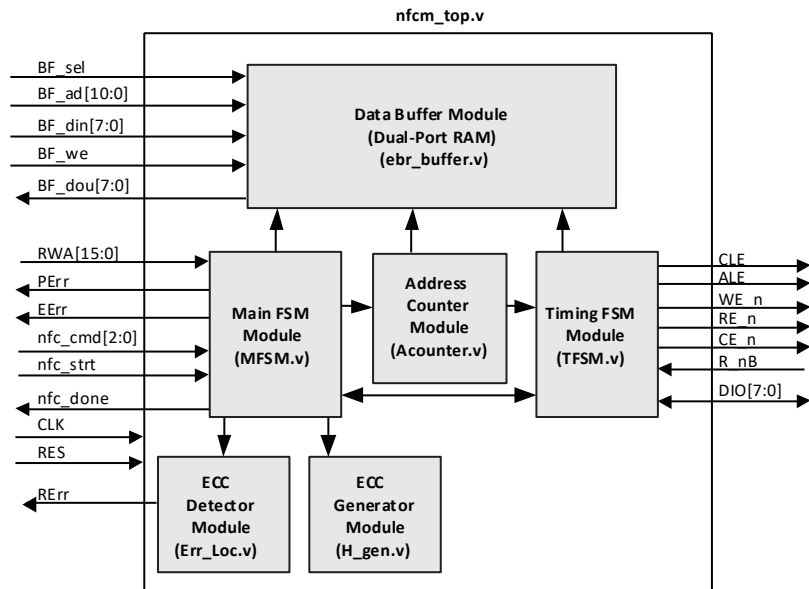 nfcm_top.v
BF_sel
BF_ad[10:0]
BF_din[7:0]
BF_we
BF_dou[7:0]
Data Buffer Module
(Dual-Port RAM)
(ebr_buffer.v)
RWA[15:0]
PErr
EErr
nfc_cmd[2:0]
nfc_strt
nfc_done
CLK
RES
RErr
Main FSM
Module
(MFSM.v)
Address
Counter
Module
(Acounter.v)
Timing FSM
Module
(TFSM.v)
CLE
ALE
WE_n
RE_n
CE_n
R_nB
DIO[7:0]
ECC
Detector
Module
(Err_Loc.v)
ECC
Generator
Module
(H_gen.v)